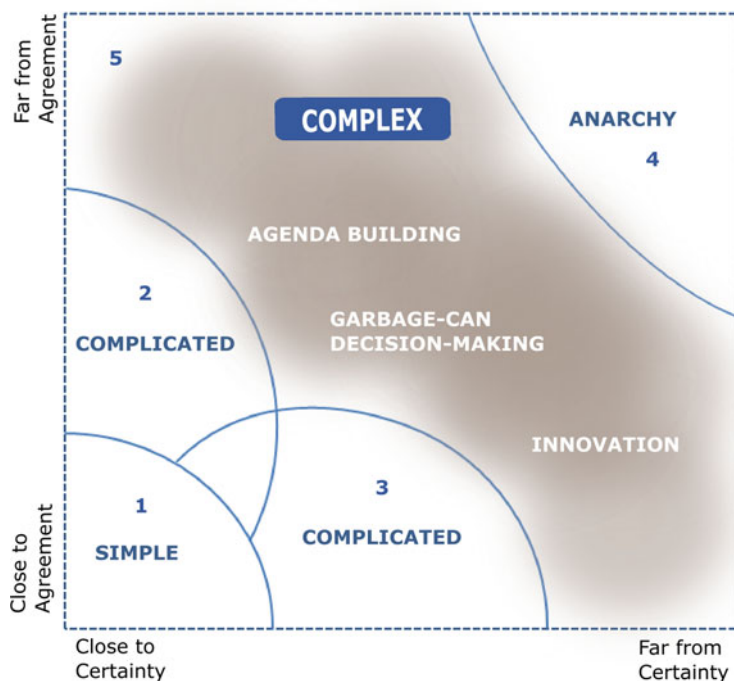 Far from
Agreement
5
COMPLEX
ANARCHY
4
AGENDA BUILDING
2
COMPLICATED
GARBAGE-CAN
DECISION-MAKING
INNOVATION
3
COMPLICATED
1
SIMPLE
Close to
Agreement
Close to
Certainty
Far from
Certainty